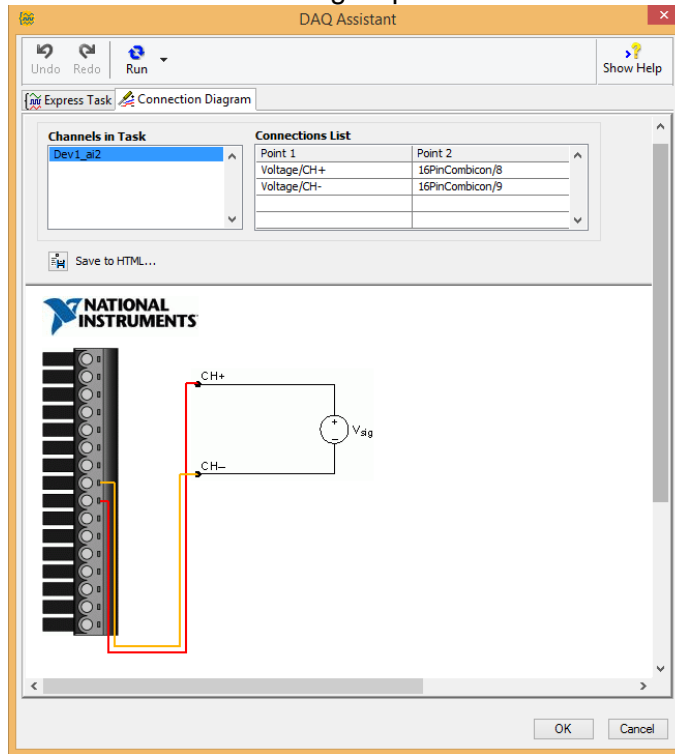 DAQ Assistant
Undo Redo Run Show Help
Express Task Connection Diagram
Channels in Task Connections List
Dev1_ai2 Point 1 Point 2
Voltage/CH+ 16PinCombicon/8
Voltage/CH- 16PinCombicon/9
Save to HTML...
NATIONAL
INSTRUMENTS
CH+
Vsig
CH–
OK Cancel